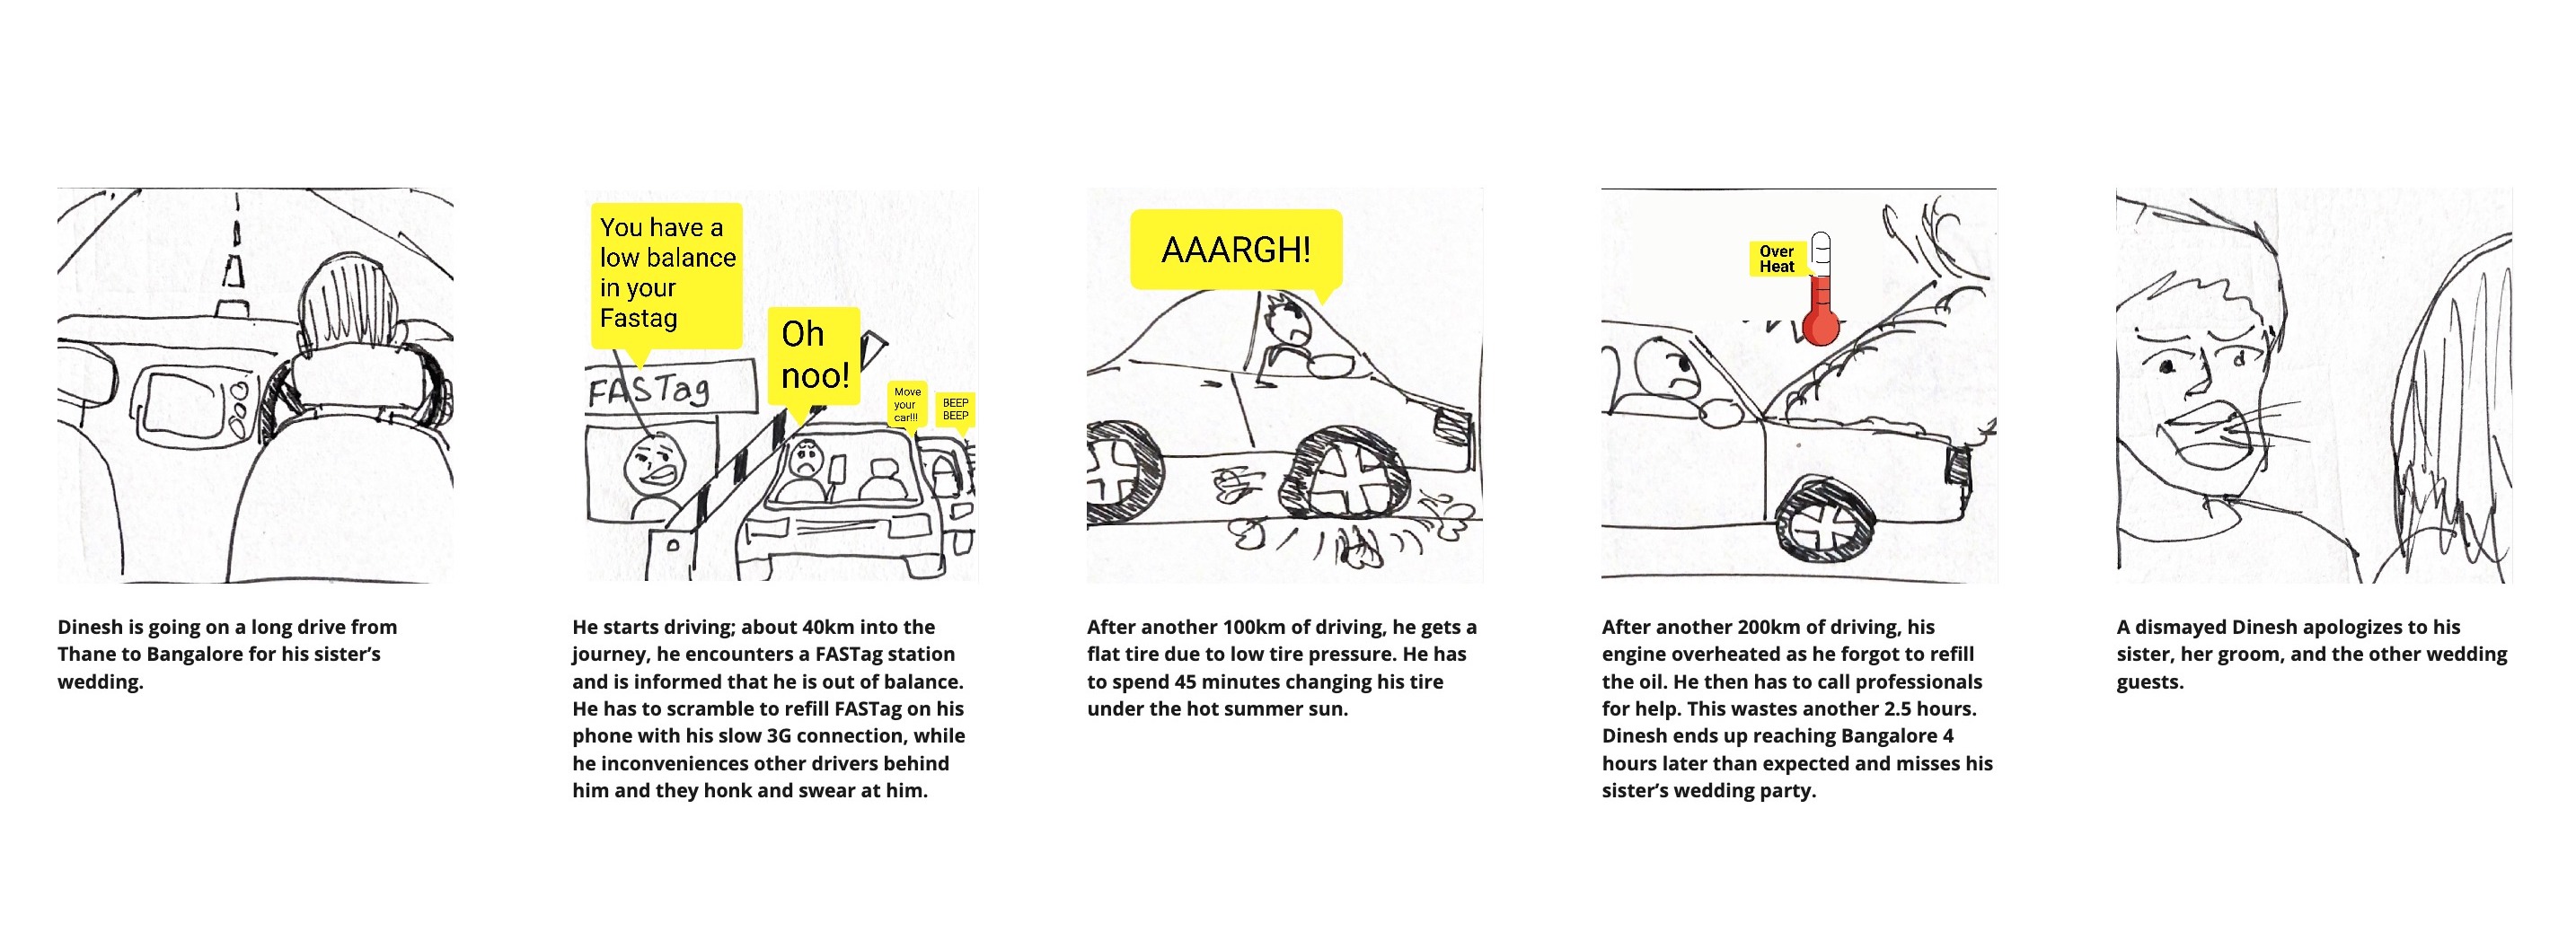 You have a
low balance
in your
Fastag
Oh
noo!
Move
your
car!!!
BEEP
BEEP
FASTag
AAARGH!
Over
Heat
Dinesh is going on a long drive from
Thane to Bangalore for his sister’s
wedding.
He starts driving; about 40km into the
journey, he encounters a FASTag station
and is informed that he is out of balance.
He has to scramble to refill FASTag on his
phone with his slow 3G connection, while
he inconveniences other drivers behind
him and they honk and swear at him.
After another 100km of driving, he gets a
flat tire due to low tire pressure. He has
to spend 45 minutes changing his tire
under the hot summer sun.
After another 200km of driving, his
engine overheated as he forgot to refill
the oil. He then has to call professionals
for help. This wastes another 2.5 hours.
Dinesh ends up reaching Bangalore 4
hours later than expected and misses his
sister’s wedding party.
A dismayed Dinesh apologizes to his
sister, her groom, and the other wedding
guests.